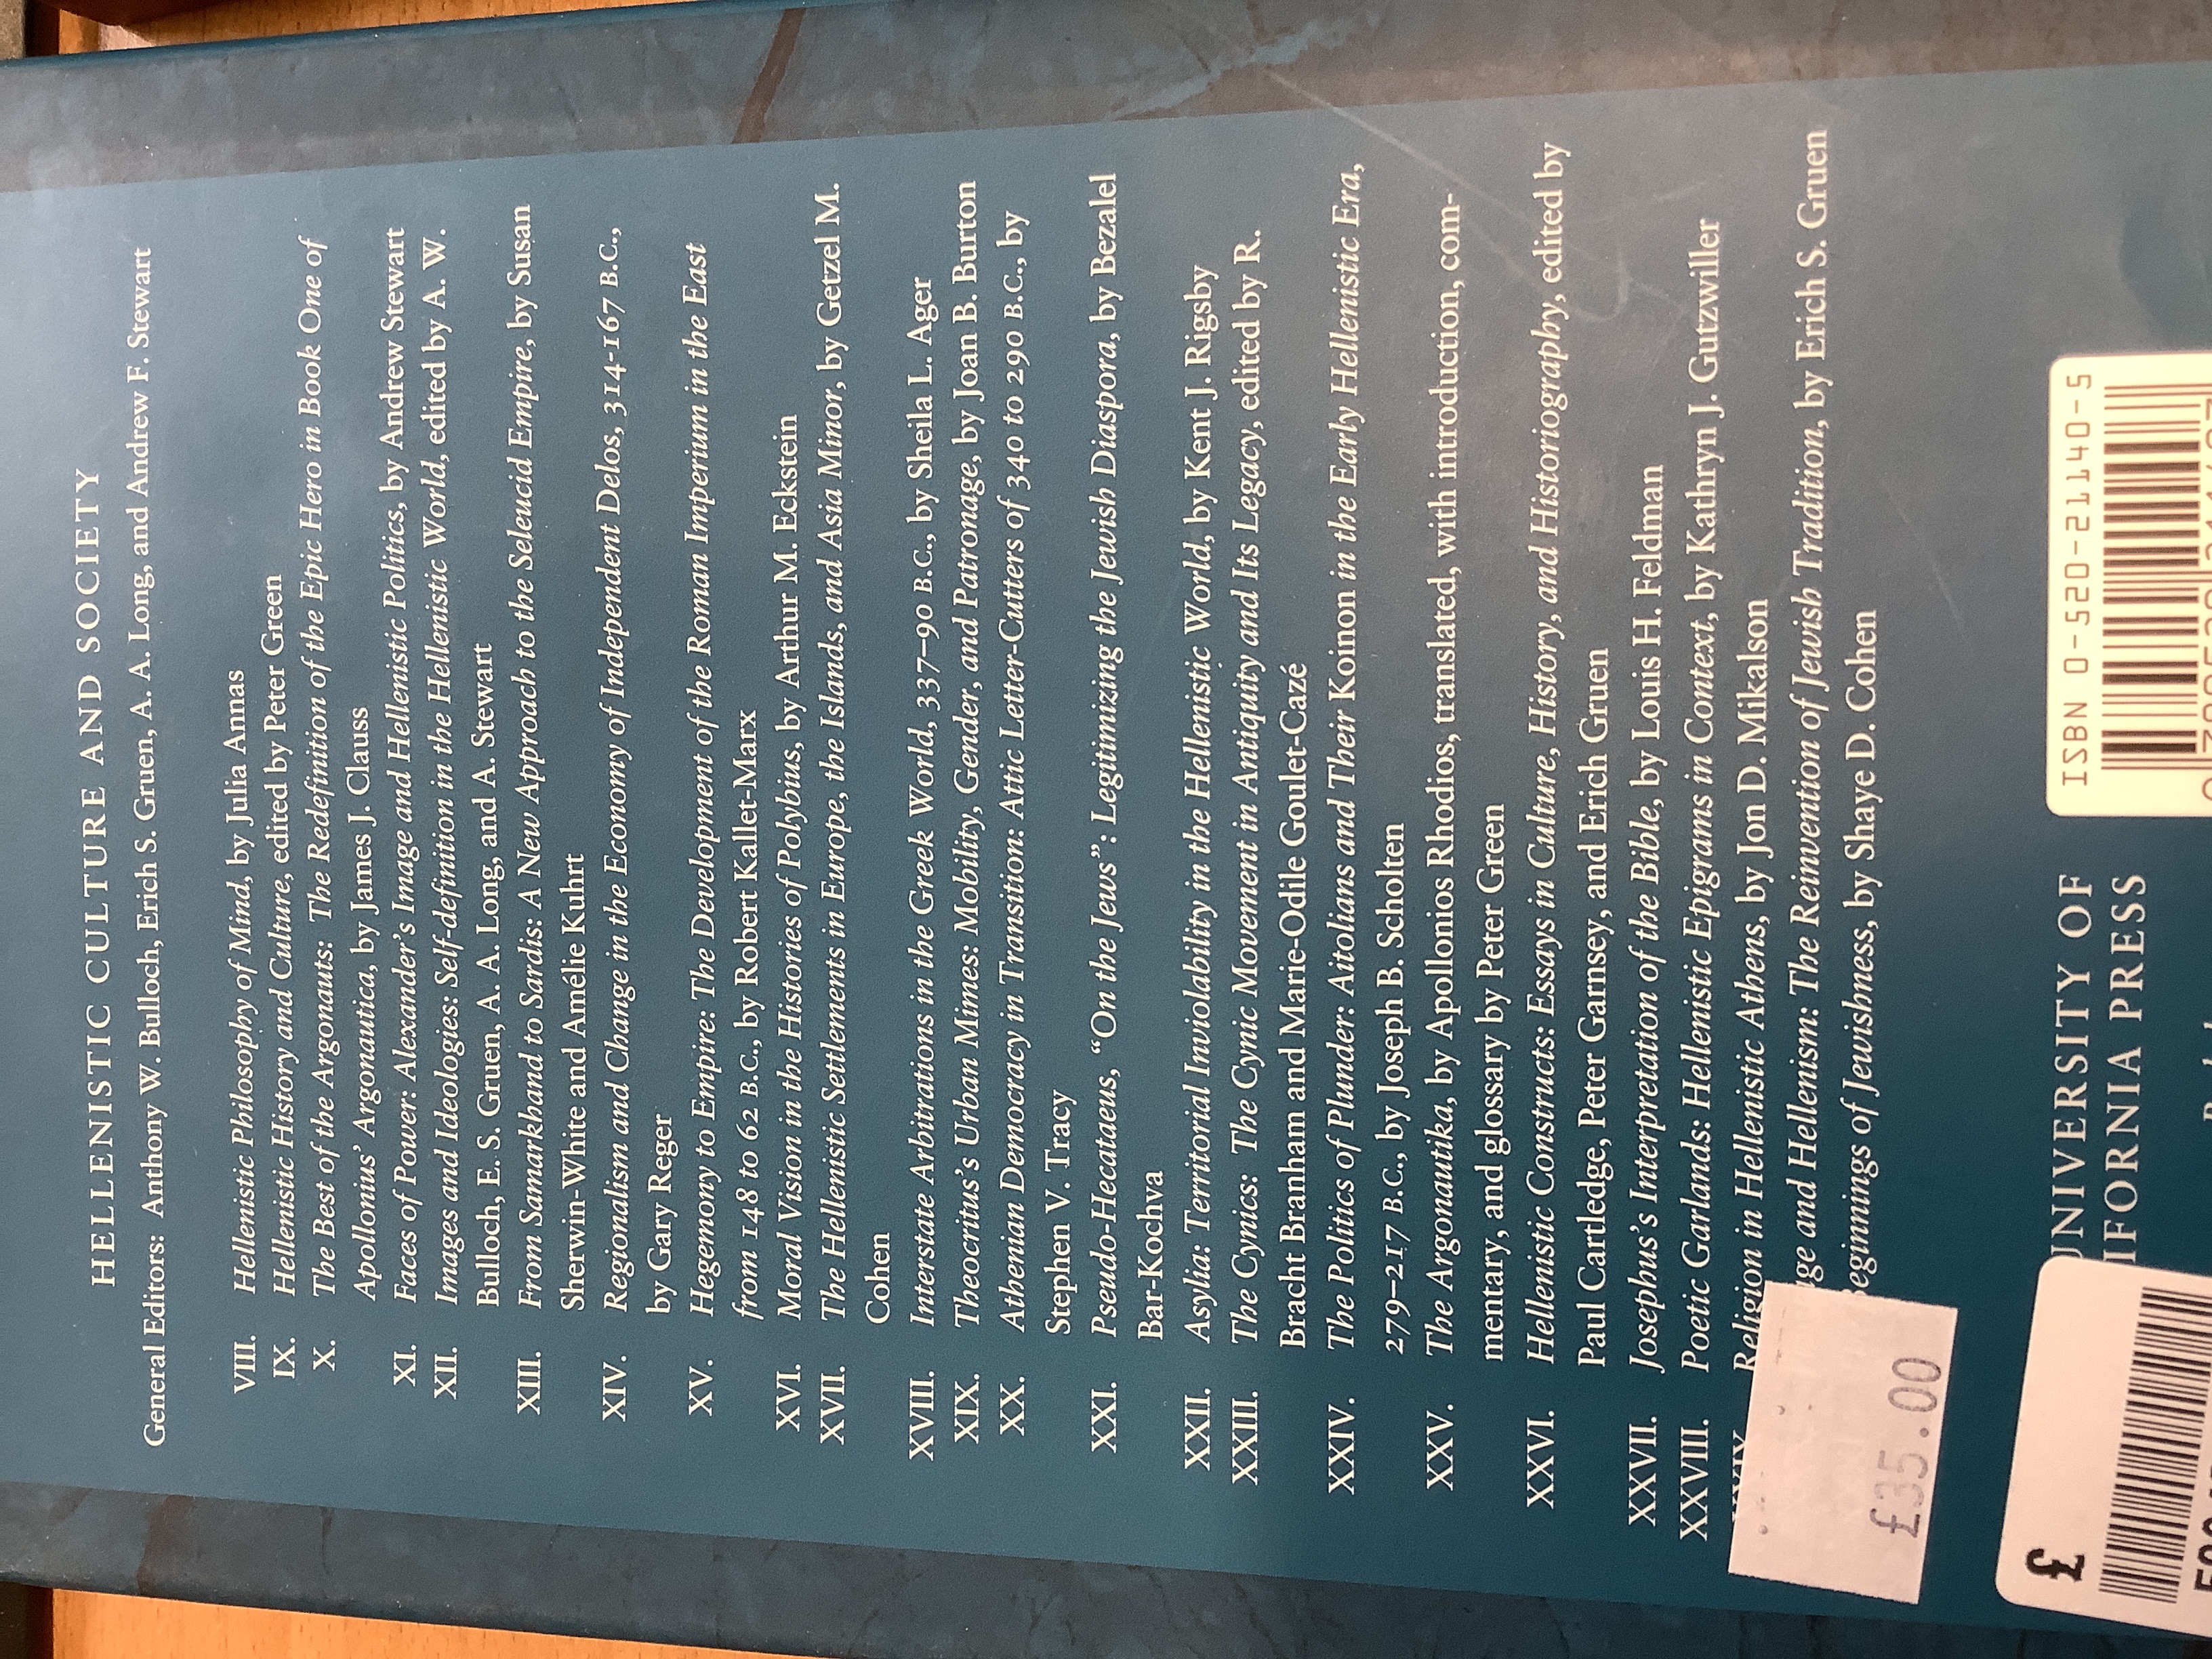 HELLENISTIC CULTURE AND SOCIETY
General Editors: Anthony W. Bulloch, Erich S. Gruen, A. A. Long, and Andrew F. Stewart
VIII. Hellenistic Philosophy of Mind, by Julia Annas
IX. Hellenistic History and Culture, edited by Peter Green
X. The Best of the Argonauts: The Redefinition of the Epic Hero in Book One of
Apollonius' Argonautica, by James J. Clauss
XI. Faces of Power: Alexander's Image and Hellenistic Politics, by Andrew Stewart
XII. Images and Ideologies: Self-definition in the Hellenistic World, edited by A. W.
Bulloch, E. S. Gruen, A. A. Long, and A. Stewart
XIII. From Samarkhand to Sardis: A New Approach to the Seleucid Empire, by Susan
Sherwin-White and Amélie Kuhrt
XIV. Regionalism and Change in the Economy of Independent Delos, 314-167 B.C.,
by Gary Reger
XV. Hegemony to Empire: The Development of the Roman Imperium in the East
from 148 to 62 B.C., by Robert Kallet-Marx
XVI. Moral Vision in the Histories of Polybius, by Arthur M. Eckstein
XVII. The Hellenistic Settlements in Europe, the Islands, and Asia Minor, by Getzel M.
Cohen
XVIII. Interstate Arbitrations in the Greek World, 337–90 B.C., by Sheila L. Ager
XIX. Theocritus's Urban Mimes: Mobility, Gender, and Patronage, by Joan B. Burton
XX. Athenian Democracy in Transition: Attic Letter-Cutters of 340 to 290 B.C., by
Stephen V. Tracy
XXI. Pseudo-Hecataeus, "On the Jews": Legitimizing the Jewish Diaspora, by Bezalel
Bar-Kochva
XXII. Asylia: Territorial Inviolability in the Hellenistic World, by Kent J. Rigsby
XXIII. The Cynics: The Cynic Movement in Antiquity and Its Legacy, edited by R.
Bracht Branham and Marie-Odile Goulet-Cazé
XXIV. The Politics of Plunder: Aitolians and Their Koinon in the Early Hellenistic Era,
279–217 B.C., by Joseph B. Scholten
XXV. The Argonautika, by Apollonios Rhodios, translated, with introduction, com-
mentary, and glossary by Peter Green
XXVI. Hellenistic Constructs: Essays in Culture, History, and Historiography, edited by
Paul Cartledge, Peter Garnsey, and Erich Gruen
XXVII. Josephus's Interpretation of the Bible, by Louis H. Feldman
XXVIII. Poetic Garlands: Hellenistic Epigrams in Context, by Kathryn J. Gutzwiller
Religion in Hellenistic Athens, by Jon D. Mikalson
age and Hellenism: The Reinvention of Jewish Tradition, by Erich S. Gruen
eginnings of Jewishness, by Shaye D. Cohen
£35.00
UNIVERSITY OF
IFORNIA PRESS
ISBN 0-520-21140-5
£